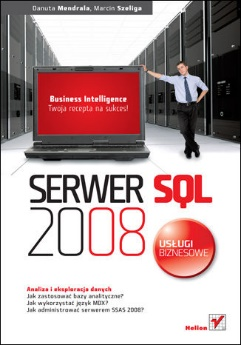 Danuta Mendrala, Marcin Szeliga
Business Intelligence
Twoja recepta na sukces!
SERWER SQL
2008
USŁUGI
BIZNESOWE
Analiza i eksploracja danych
Jak zastosować bazy analityczne?
Jak wykorzystać język MDX?
Jak administrować serwerem SSAS 2008?
Helion